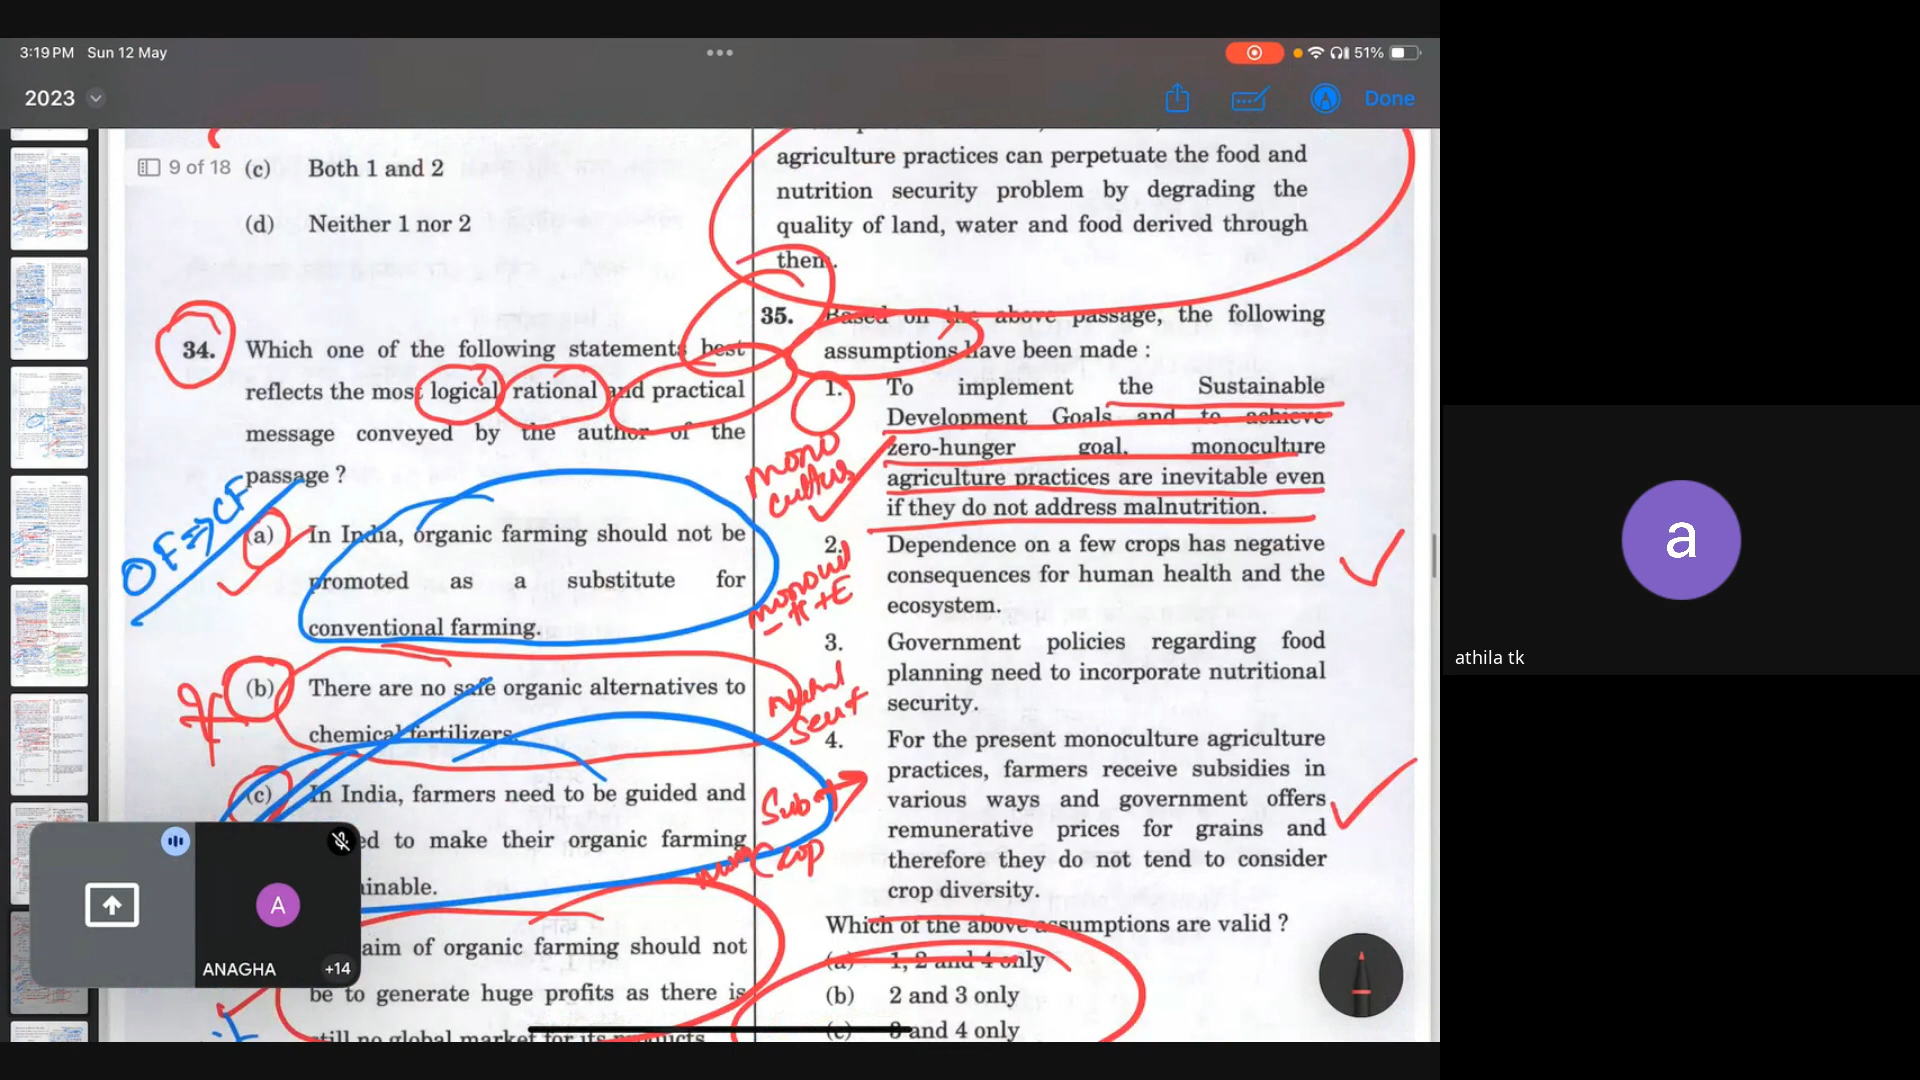 3:19 PM Sun 12 May
51%
2023
Done
9 of 18
(c) Both 1 and 2
(d) Neither 1 nor 2
34. Which one of the following statements best
reflects the most logical, rational and practical
message conveyed by the author of the
passage ?
OF => CF
(a) In India, organic farming should not be
promoted as a substitute for
conventional farming.
(b) There are no safe organic alternatives to
chemical fertilizers.
(c) In India, farmers need to be guided and
ed to make their organic farming
ainable.
aim of organic farming should not
be to generate huge profits as there is
still no global market for its products.
agriculture practices can perpetuate the food and
nutrition security problem by degrading the
quality of land, water and food derived through
them.
35. Based on the above passage, the following
assumptions have been made :
1. To implement the Sustainable
Development Goals and to achieve
zero-hunger goal, monoculture
agriculture practices are inevitable even
if they do not address malnutrition.
mono
2. Dependence on a few crops has negative
consequences for human health and the
ecosystem.
3. Government policies regarding food
planning need to incorporate nutritional
security.
4. For the present monoculture agriculture
practices, farmers receive subsidies in
various ways and government offers
remunerative prices for grains and
therefore they do not tend to consider
crop diversity.
Sub
Crop
Which of the above assumptions are valid ?
(a) 1, 2 and 4 only
(b) 2 and 3 only
(c) 3 and 4 only
A
ANAGHA
+14
a
athila tk